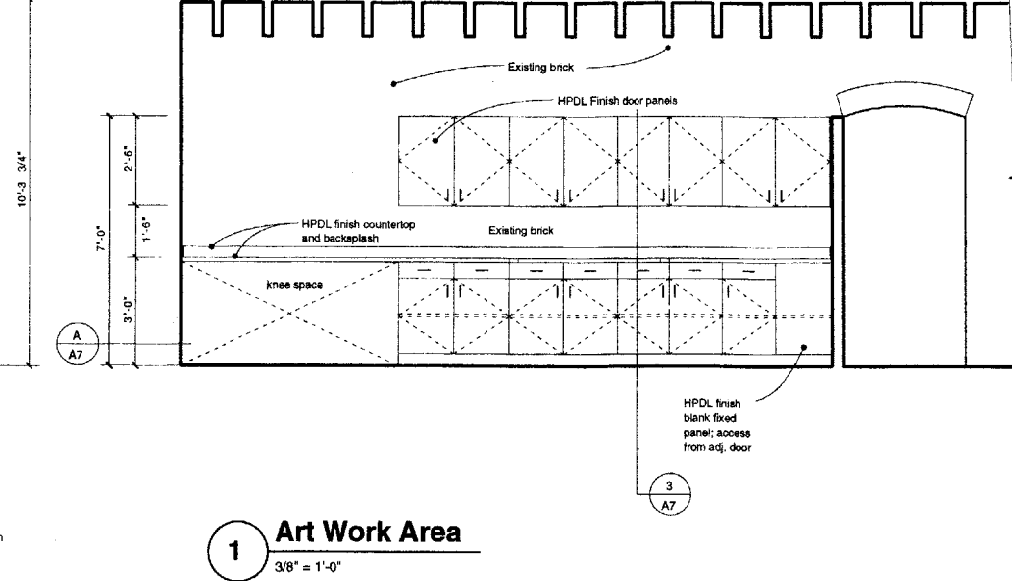 Existing brick
HPDL Finish door panels
10'-3 3/4"
7'-0"
2'-6"
1'-6"
3'-0"
HPDL finish countertop
and backsplash
Existing brick
knee space
A
A7
HPDL finish
blank fixed
panel; access
from adj. door
3
A7
1
Art Work Area
3/8" = 1'-0"